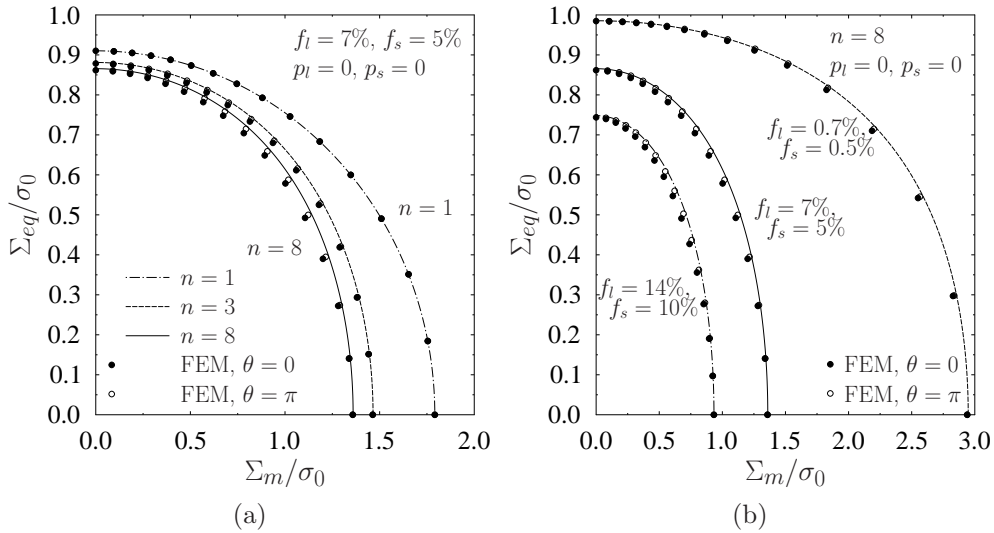 1.0
0.9
0.8
0.7
0.6
0.5
0.4
0.3
0.2
0.1
0.0
Σeq/σ0
fl = 7%, fs = 5%
pl = 0, ps = 0
n = 1
n = 8
n = 1
n = 3
n = 8
FEM, θ = 0
FEM, θ = π
0.0 0.5 1.0 1.5 2.0
Σm/σ0
(a)
1.0
0.9
0.8
0.7
0.6
0.5
0.4
0.3
0.2
0.1
0.0
Σeq/σ0
n = 8
pl = 0, ps = 0
fl = 0.7%,
fs = 0.5%
fl = 7%,
fs = 5%
fl = 14%,
fs = 10%
FEM, θ = 0
FEM, θ = π
0.0 0.5 1.0 1.5 2.0 2.5 3.0
Σm/σ0
(b)